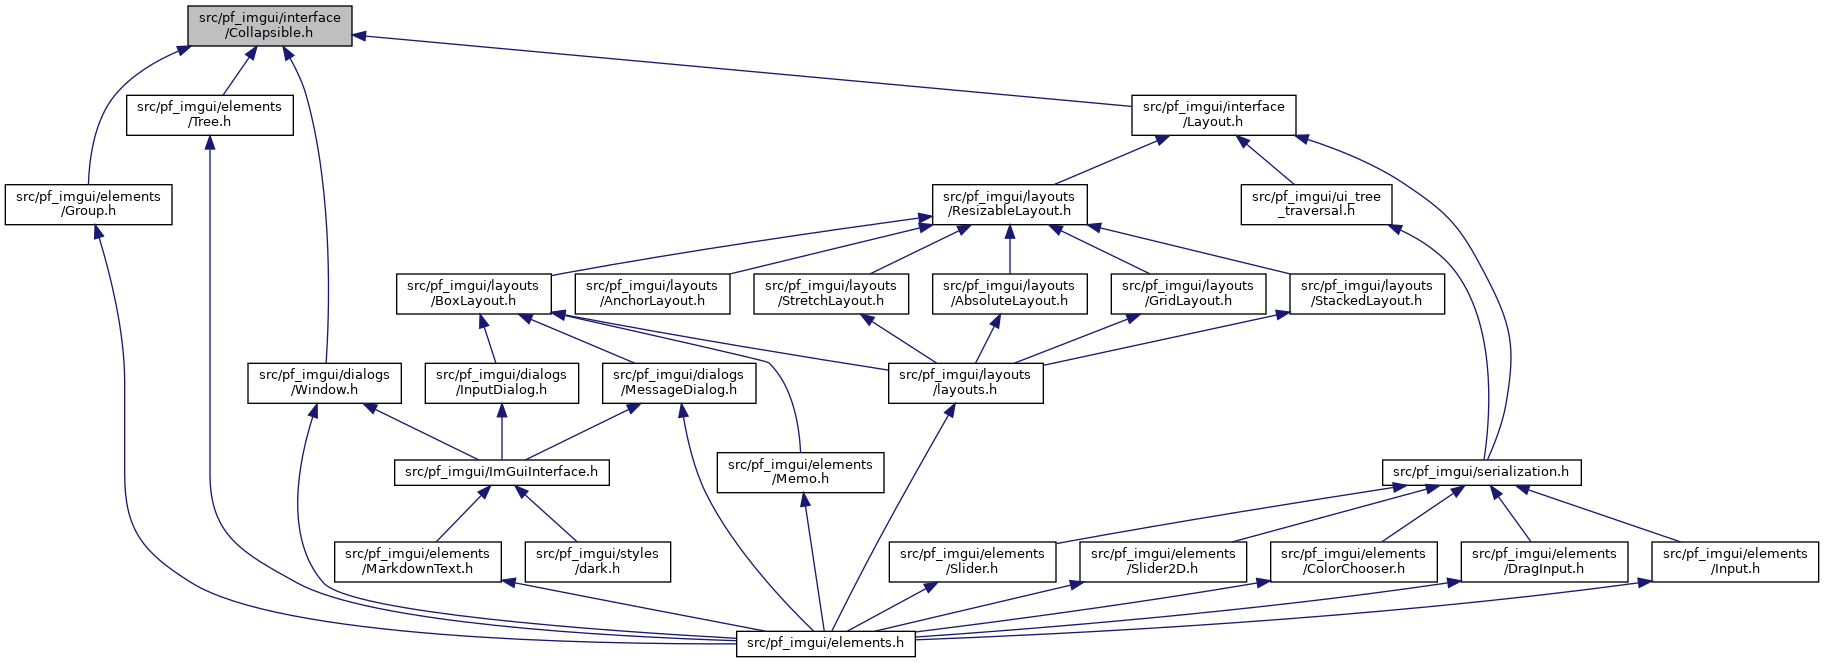 src/pf_imgui/interface
/Collapsible.h
src/pf_imgui/elements
/Tree.h
src/pf_imgui/interface
/Layout.h
src/pf_imgui/elements
/Group.h
src/pf_imgui/layouts
/ResizableLayout.h
src/pf_imgui/ui_tree
_traversal.h
src/pf_imgui/layouts
/BoxLayout.h
src/pf_imgui/layouts
/AnchorLayout.h
src/pf_imgui/layouts
/StretchLayout.h
src/pf_imgui/layouts
/AbsoluteLayout.h
src/pf_imgui/layouts
/GridLayout.h
src/pf_imgui/layouts
/StackedLayout.h
src/pf_imgui/dialogs
/Window.h
src/pf_imgui/dialogs
/InputDialog.h
src/pf_imgui/dialogs
/MessageDialog.h
src/pf_imgui/layouts
/layouts.h
src/pf_imgui/ImGuiInterface.h
src/pf_imgui/elements
/Memo.h
src/pf_imgui/serialization.h
src/pf_imgui/elements
/MarkdownText.h
src/pf_imgui/styles
/dark.h
src/pf_imgui/elements
/Slider.h
src/pf_imgui/elements
/Slider2D.h
src/pf_imgui/elements
/ColorChooser.h
src/pf_imgui/elements
/DragInput.h
src/pf_imgui/elements
/Input.h
src/pf_imgui/elements.h